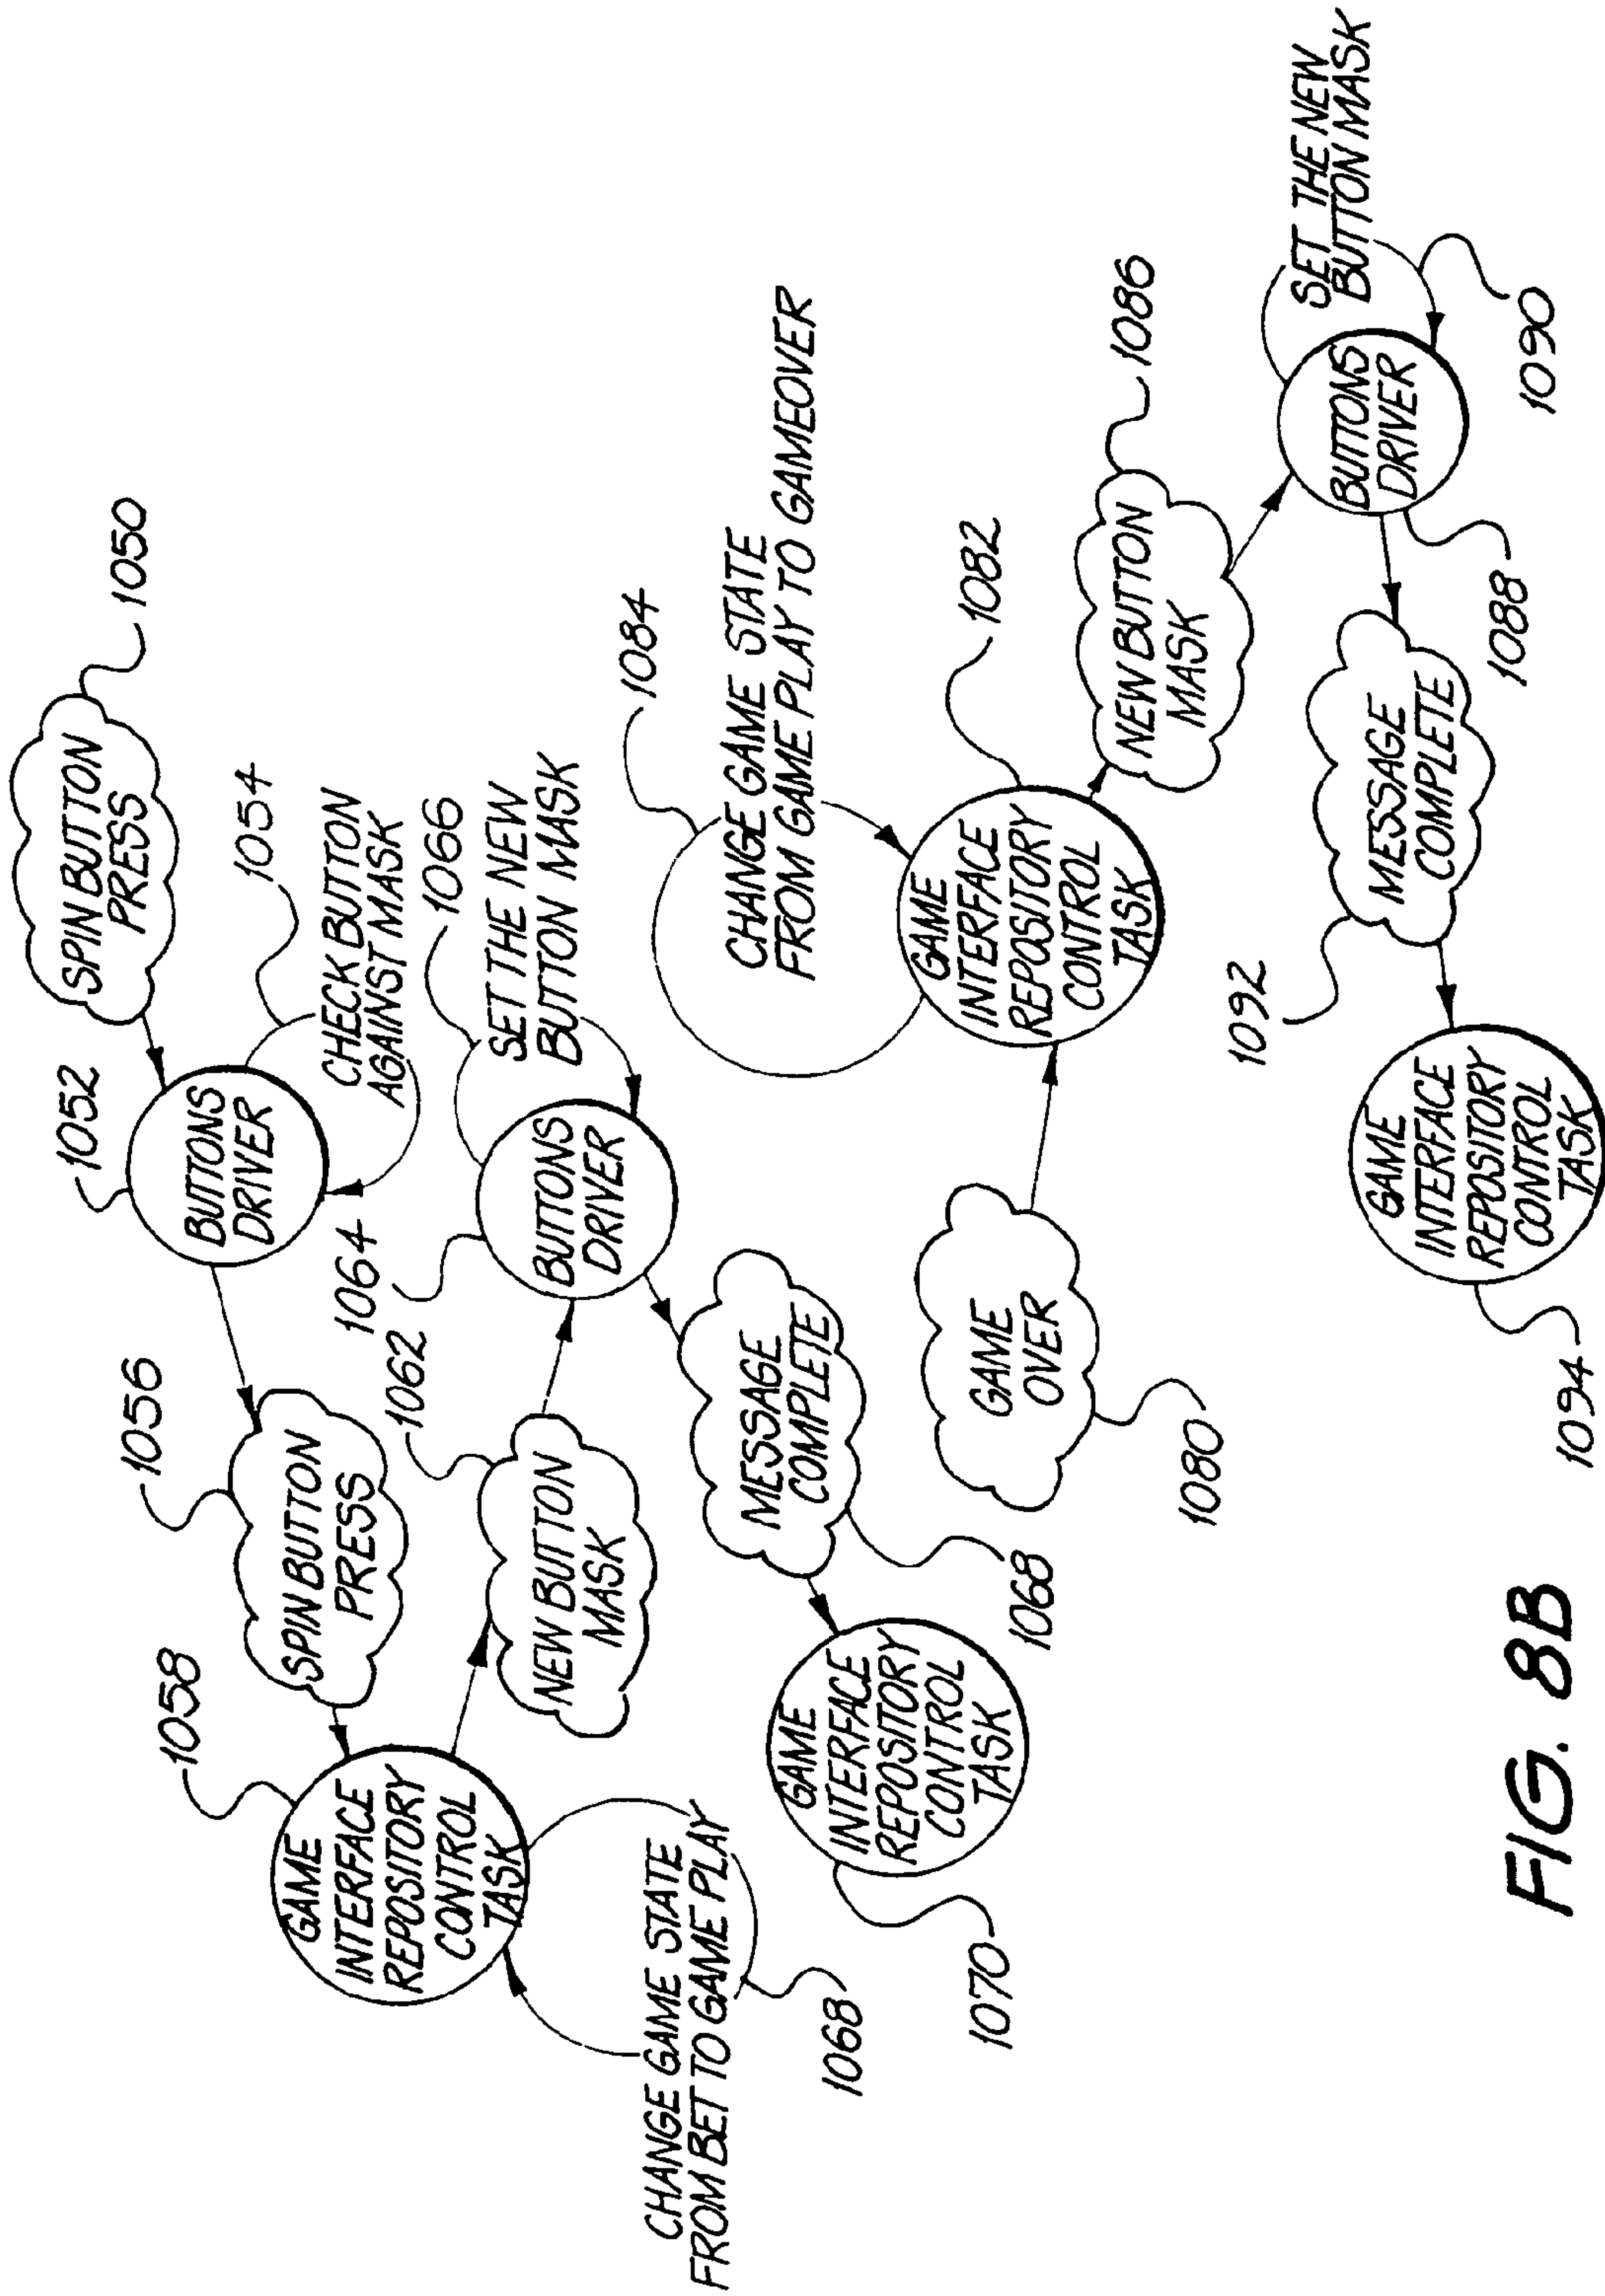 1050
SPIN BUTTON
PRESS
1052
BUTTONS
DRIVER
1054
CHECK BUTTON
AGAINST MASK
1056
SPIN BUTTON
PRESS
1058
GAME
INTERFACE
REPOSITORY
CONTROL
TASK
CHANGE GAME STATE
FROM BET TO GAME PLAY
1068
1062
NEW BUTTON
MASK
1064
BUTTONS
DRIVER
1066
SET THE NEW
BUTTON MASK
MESSAGE
COMPLETE
1068
GAME
INTERFACE
REPOSITORY
CONTROL
TASK
1070
GAME
OVER
1080
1084
CHANGE GAME STATE
FROM GAME PLAY TO GAMEOVER
GAME
INTERFACE
REPOSITORY
CONTROL
TASK
1082
NEW BUTTON
MASK
1086
BUTTONS
DRIVER
1088
SET THE NEW
BUTTON MASK
1090
MESSAGE
COMPLETE
1092
GAME
INTERFACE
REPOSITORY
CONTROL
TASK
1094
FIG. 8B